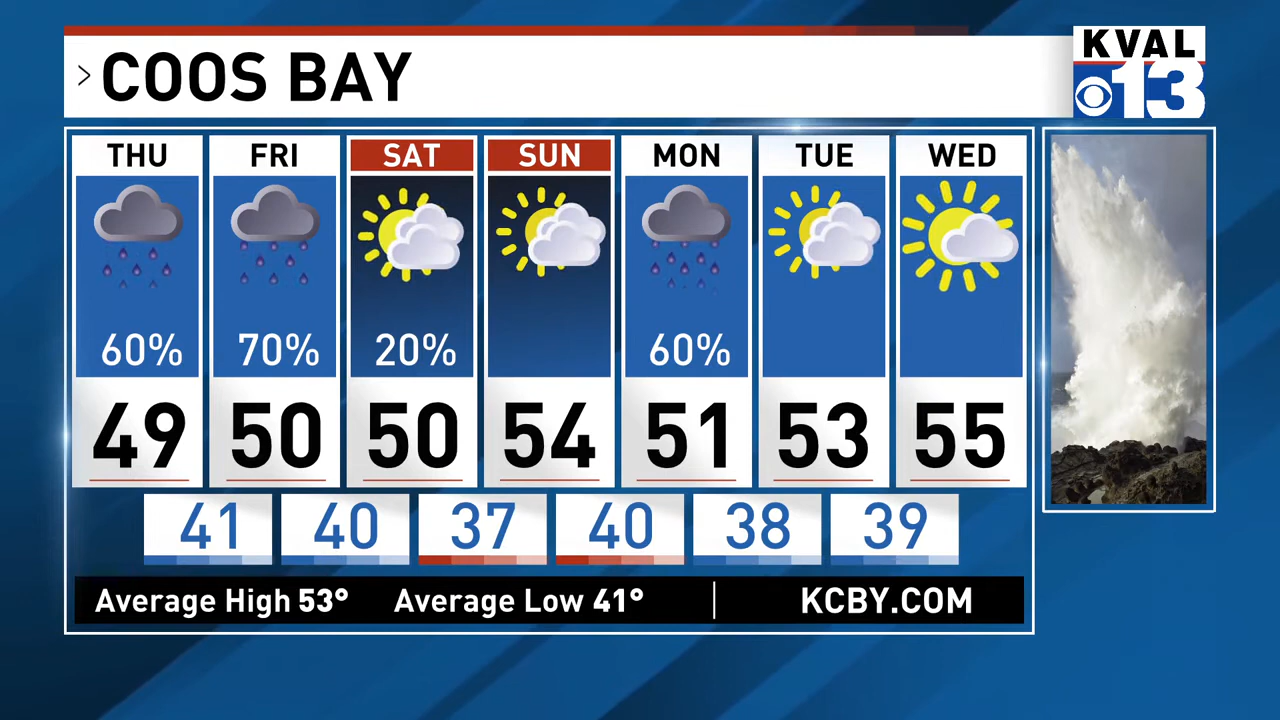 > COOS BAY
KVAL
13
THU FRI SAT SUN MON TUE WED
60% 70% 20% 60%
49 50 50 54 51 53 55
41 40 37 40 38 39
Average High 53° Average Low 41° KCBY.COM